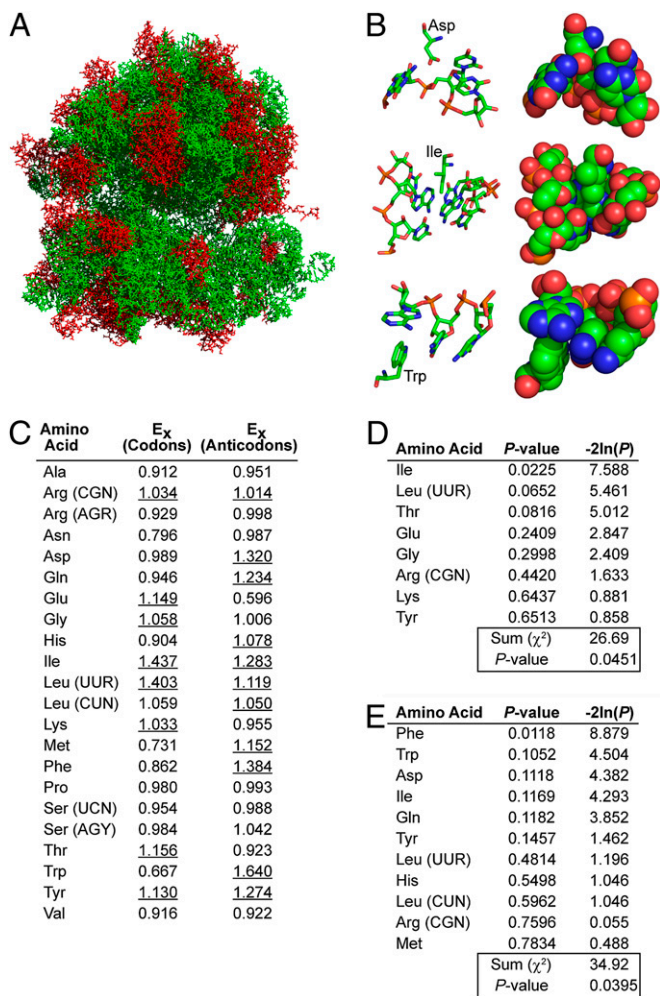 A
B
Asp
Ile
Trp
C
Amino Acid Ex (Codons) Ex (Anticodons)
Ala 0.912 0.951
Arg (CGN) 1.034 1.014
Arg (AGR) 0.929 0.998
Asn 0.796 0.987
Asp 0.989 1.320
Gln 0.946 1.234
Glu 1.149 0.596
Gly 1.058 1.006
His 0.904 1.078
Ile 1.437 1.283
Leu (UUR) 1.403 1.119
Leu (CUN) 1.059 1.050
Lys 1.033 0.955
Met 0.731 1.152
Phe 0.862 1.384
Pro 0.980 0.993
Ser (UCN) 0.954 0.988
Ser (AGY) 0.984 1.042
Thr 1.156 0.923
Trp 0.667 1.640
Tyr 1.130 1.274
Val 0.916 0.922
D
Amino Acid P-value -2ln(P)
Ile 0.0225 7.588
Leu (UUR) 0.0652 5.461
Thr 0.0816 5.012
Glu 0.2409 2.847
Gly 0.2998 2.409
Arg (CGN) 0.4420 1.633
Lys 0.6437 0.881
Tyr 0.6513 0.858
Sum (χ²) 26.69
P-value 0.0451
E
Amino Acid P-value -2ln(P)
Phe 0.0118 8.879
Trp 0.1052 4.504
Asp 0.1118 4.382
Ile 0.1169 4.293
Gln 0.1182 3.852
Tyr 0.1457 1.462
Leu (UUR) 0.4814 1.196
His 0.5498 1.046
Leu (CUN) 0.5962 1.046
Arg (CGN) 0.7596 0.055
Met 0.7834 0.488
Sum (χ²) 34.92
P-value 0.0395